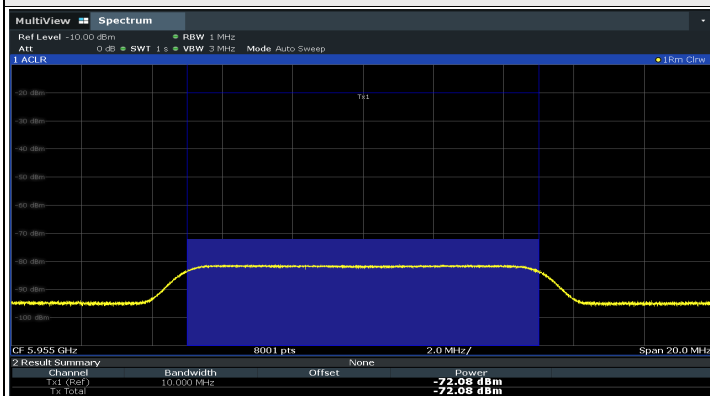 MultiView Spectrum
Ref Level -10.00 dBm RBW 1 MHz
Att 0 dB SWT 1 s VBW 3 MHz Mode Auto Sweep
1 ACLR 1Rm Clrw
Tx1
-20 dBm
-30 dBm
-40 dBm
-50 dBm
-60 dBm
-70 dBm
-80 dBm
-90 dBm
-100 dBm
CF 5.955 GHz 8001 pts 2.0 MHz/ Span 20.0 MHz
2 Result Summary None
Channel Bandwidth Offset Power
Tx1 (Ref) 10.000 MHz -72.08 dBm
Tx Total -72.08 dBm